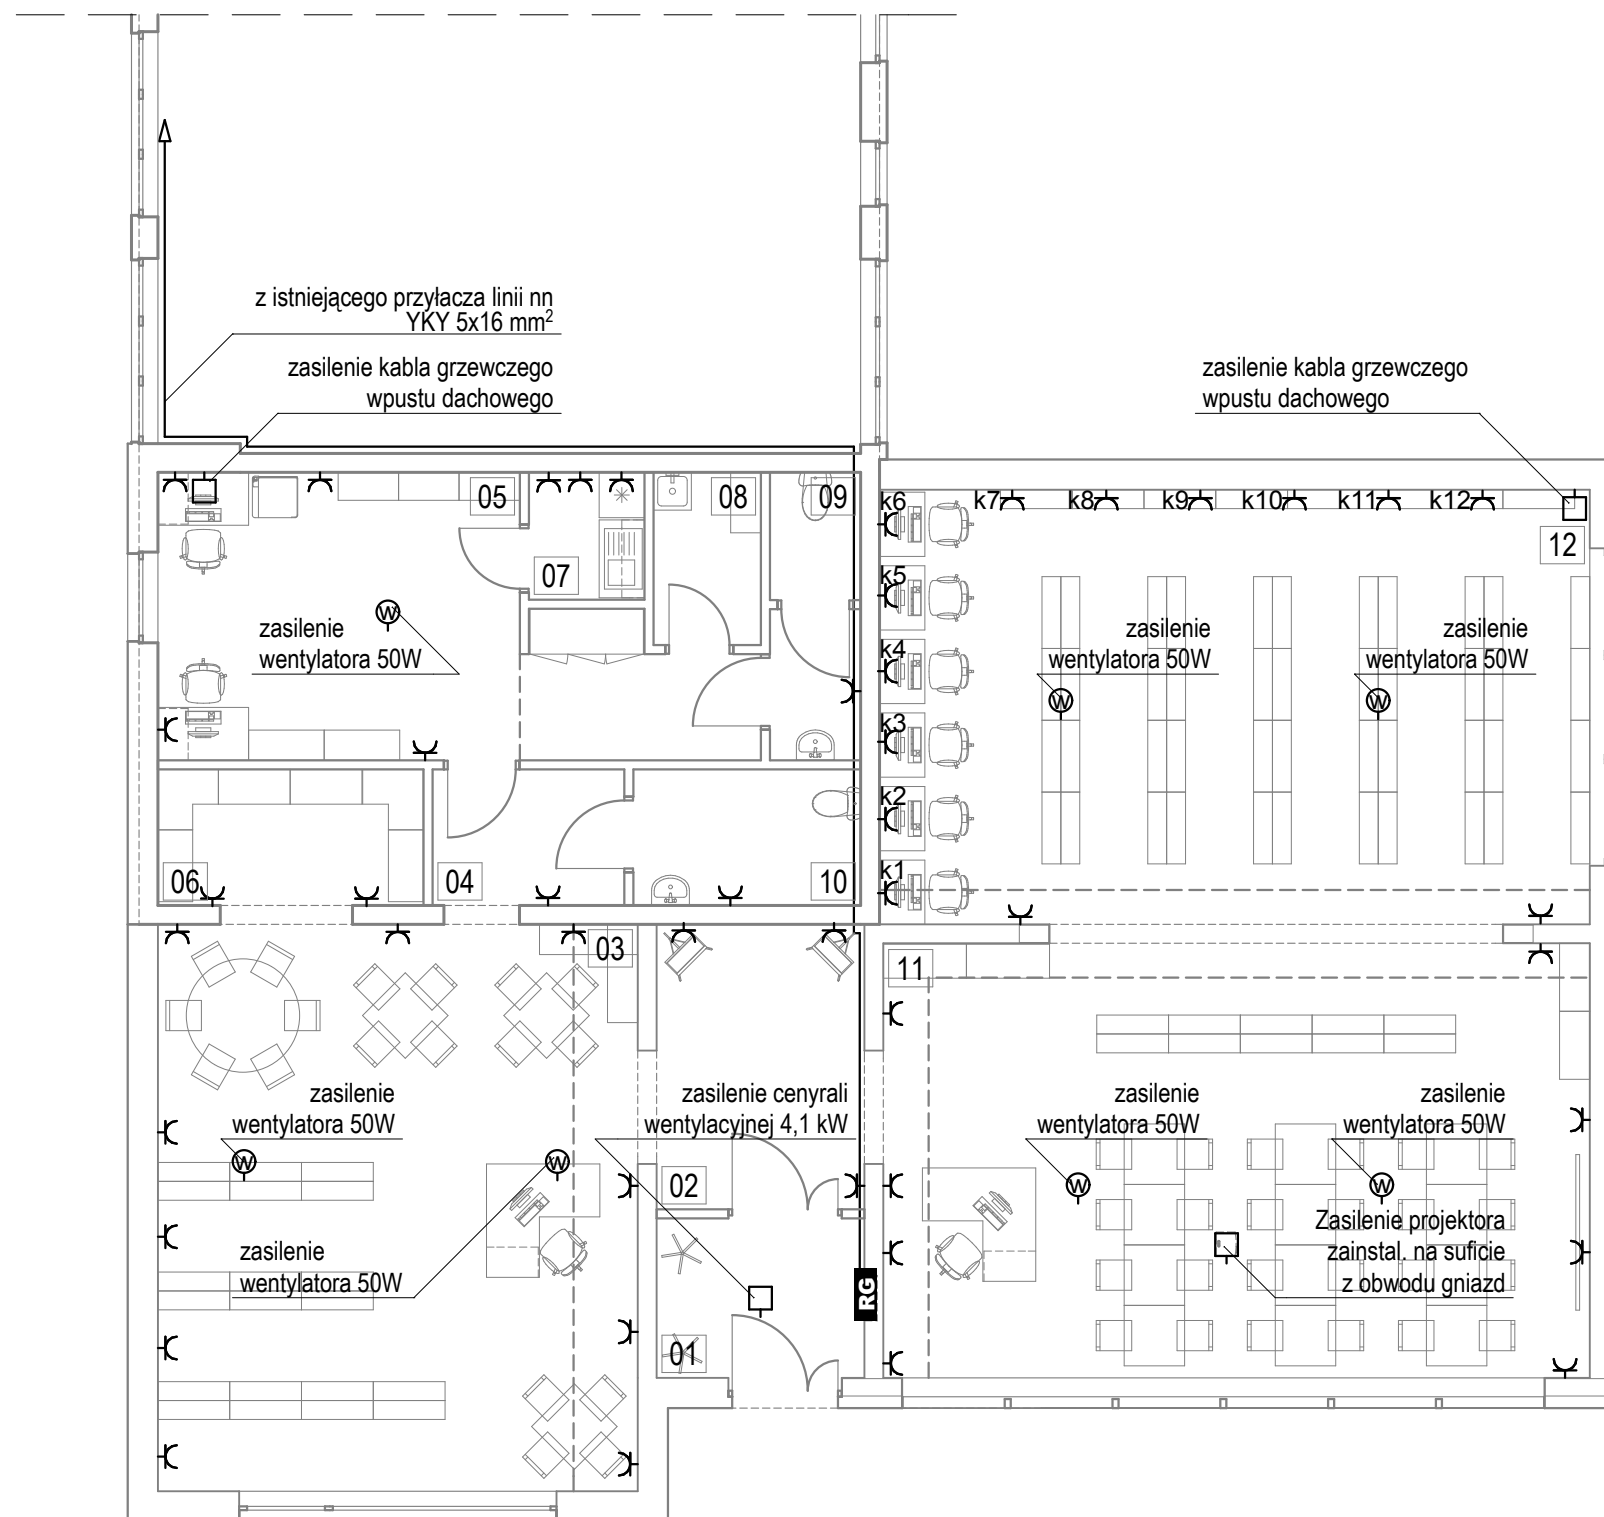 z istniejącego przyłacza linii nn
YKY 5x16 mm²
zasilenie kabla grzewczego
wpustu dachowego
zasilenie kabla grzewczego
wpustu dachowego
05
08
09
k6
k7
k8
k9
k10
k11
k12
12
07
k5
zasilenie
wentylatora 50W
zasilenie
wentylatora 50W
zasilenie
wentylatora 50W
k4
k3
k2
k1
06
04
10
03
11
zasilenie
wentylatora 50W
zasilenie cenyrali
wentylacyjnej 4,1 kW
zasilenie
wentylatora 50W
zasilenie
wentylatora 50W
02
zasilenie
wentylatora 50W
Zasilenie projektora
zainstal. na suficie
z obwodu gniazd
RG
01